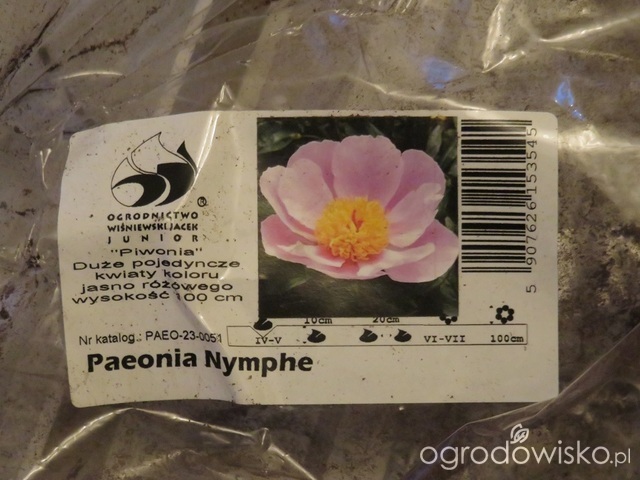 OGRODNICTWO
WIŚNIEWSKI JACEK
JUNIOR
®
"Piwonia"
Duże pojedyncze
kwiaty koloru
jasno różowego
wysokość 100 cm
Nr katalog.: PAEO-23-0051
10cm 20cm
IV-V VI-VII 100cm
Paeonia Nymphe
5 907626 153545
ogrodowisko.pl